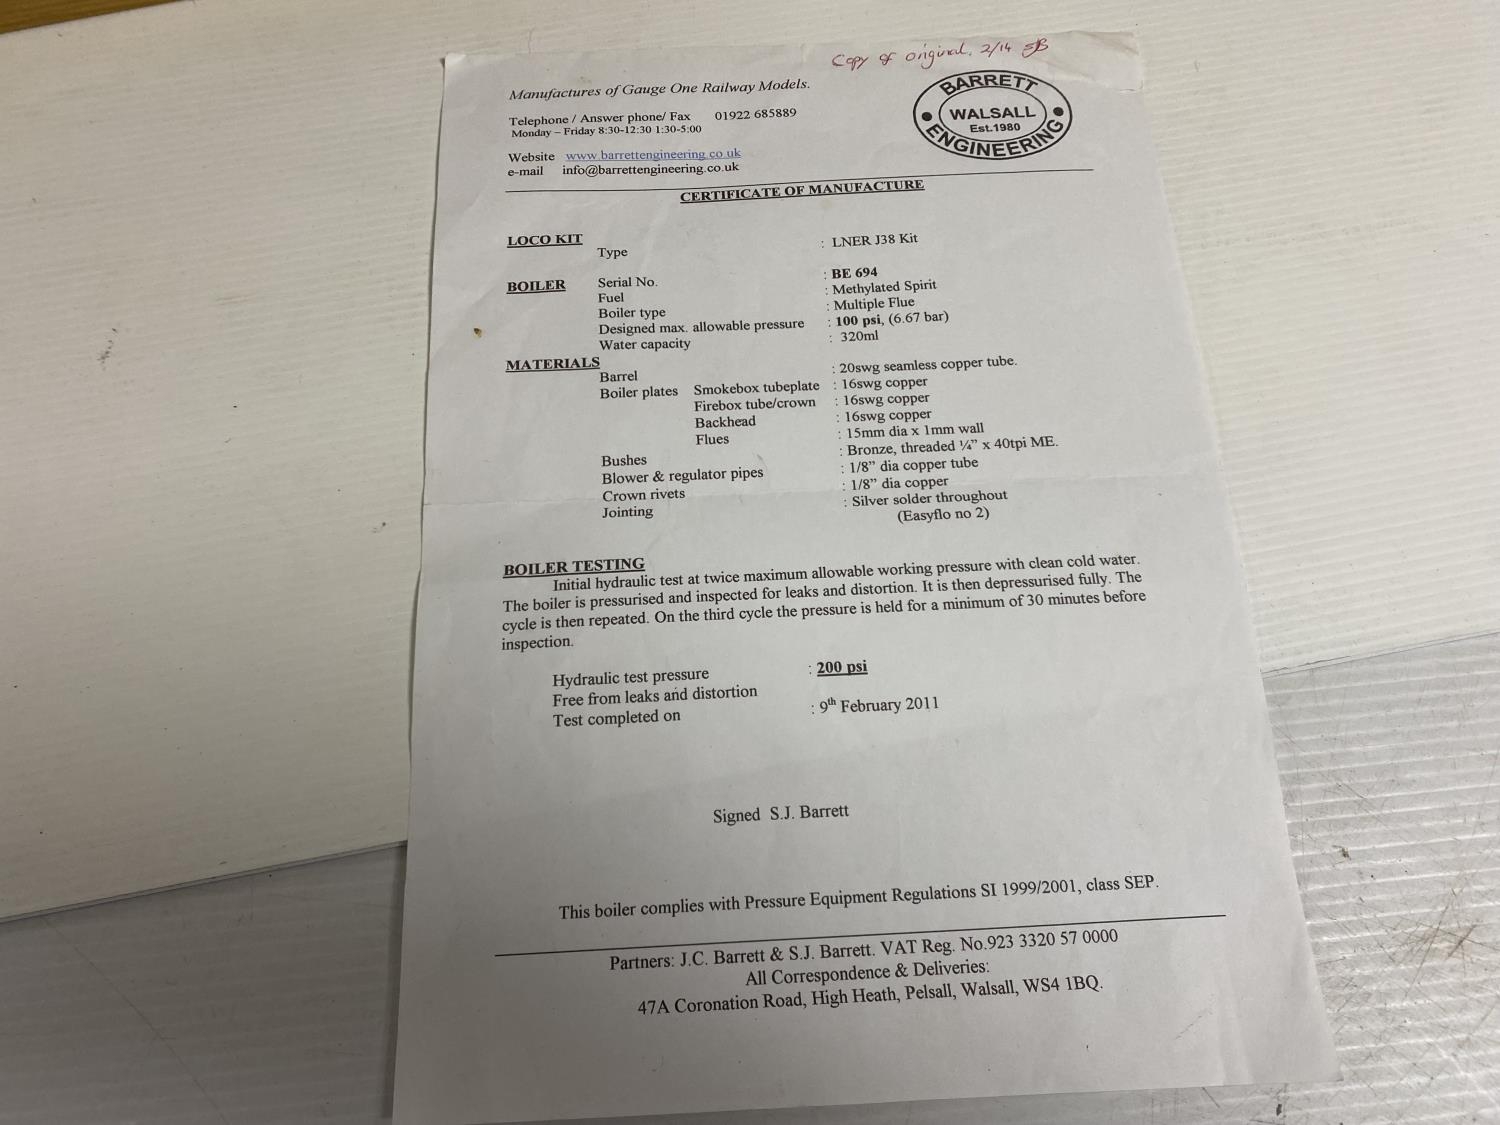 Copy of original. 2/14 SJB
Manufactures of Gauge One Railway Models.
Telephone / Answer phone/ Fax 01922 685889
Monday – Friday 8:30-12:30 1:30-5:00
Website www.barrettengineering.co.uk
e-mail info@barrettengineering.co.uk
BARRETT
WALSALL
Est.1980
ENGINEERING
CERTIFICATE OF MANUFACTURE
LOCO KIT
Type : LNER J38 Kit
BOILER Serial No. : BE 694
Fuel : Methylated Spirit
Boiler type : Multiple Flue
Designed max. allowable pressure : 100 psi, (6.67 bar)
Water capacity : 320ml
MATERIALS
Barrel : 20swg seamless copper tube.
Boiler plates Smokebox tubeplate : 16swg copper
Firebox tube/crown : 16swg copper
Backhead : 16swg copper
Flues : 15mm dia x 1mm wall
Bushes : Bronze, threaded ¼” x 40tpi ME.
Blower & regulator pipes : 1/8” dia copper tube
Crown rivets : 1/8” dia copper
Jointing : Silver solder throughout
(Easyflo no 2)
BOILER TESTING
Initial hydraulic test at twice maximum allowable working pressure with clean cold water.
The boiler is pressurised and inspected for leaks and distortion. It is then depressurised fully. The
cycle is then repeated. On the third cycle the pressure is held for a minimum of 30 minutes before
inspection.
Hydraulic test pressure : 200 psi
Free from leaks and distortion
Test completed on : 9th February 2011
Signed S.J. Barrett
This boiler complies with Pressure Equipment Regulations SI 1999/2001, class SEP.
Partners: J.C. Barrett & S.J. Barrett. VAT Reg. No.923 3320 57 0000
All Correspondence & Deliveries:
47A Coronation Road, High Heath, Pelsall, Walsall, WS4 1BQ.